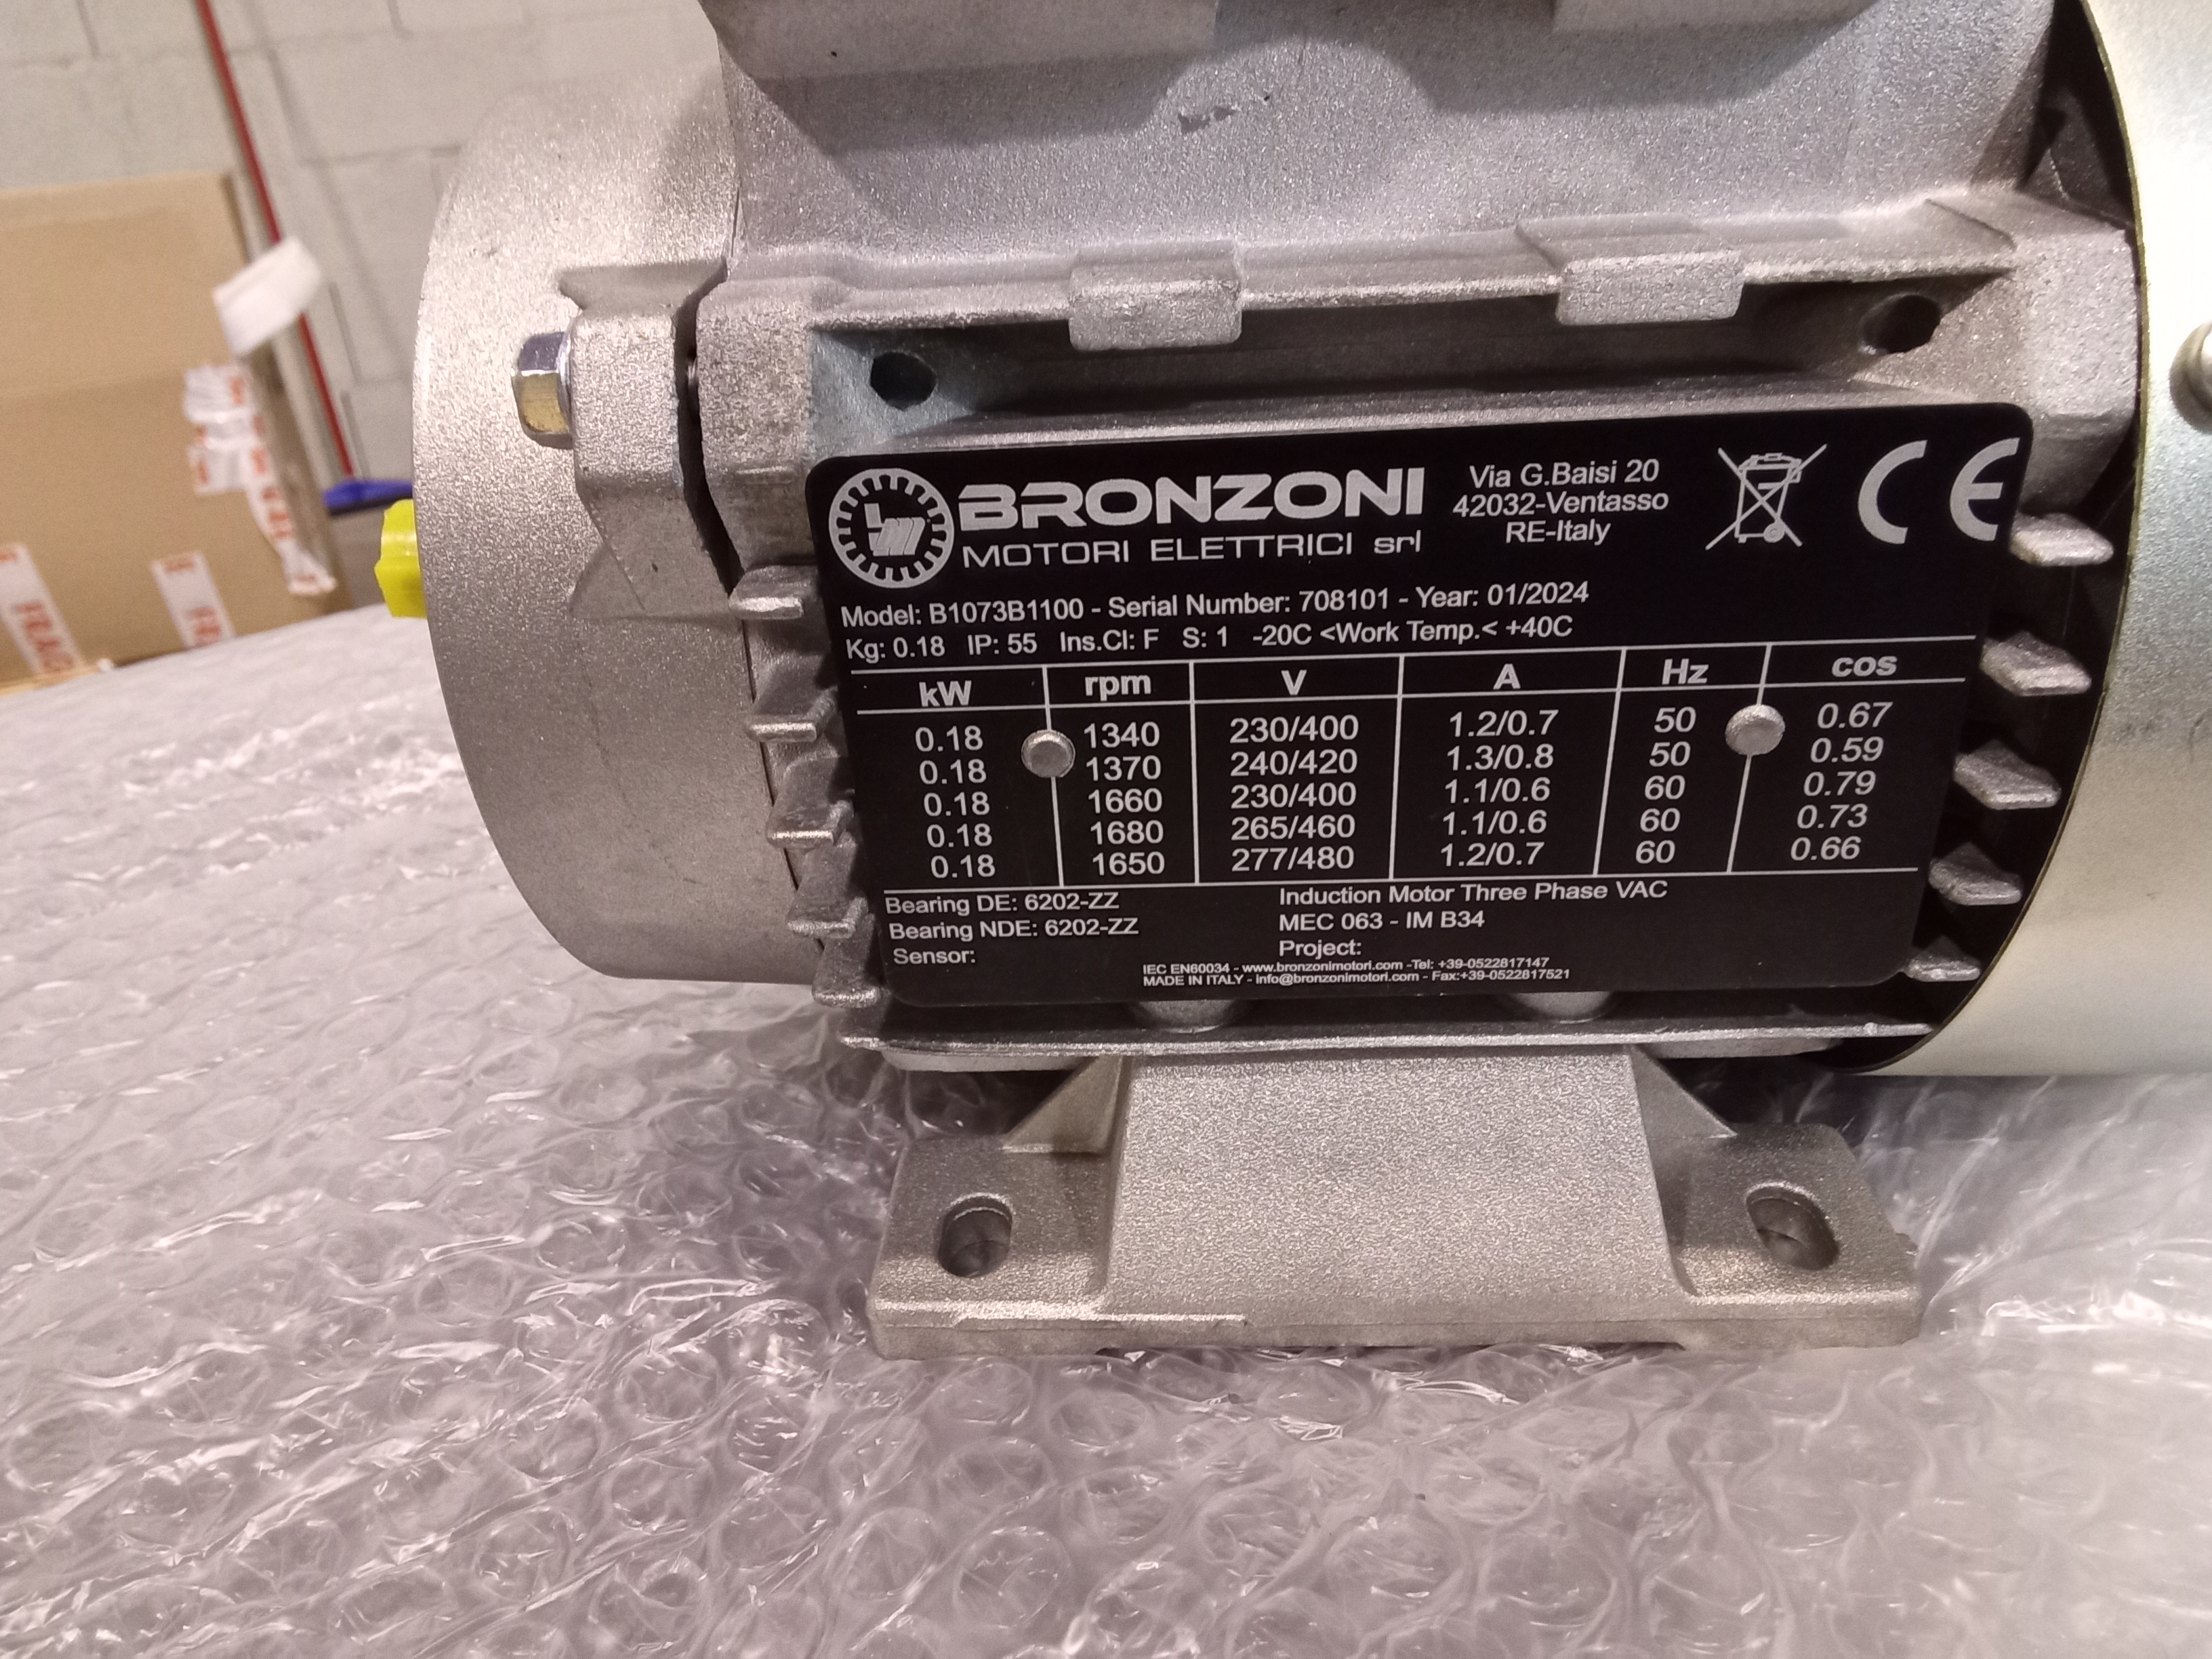 BRONZONI
MOTORI ELETTRICI srl
Via G.Baisi 20
42032-Ventasso
RE-Italy
CE
Model: B1073B1100 - Serial Number: 708101 - Year: 01/2024
Kg: 0.18 IP: 55 Ins.Cl: F S: 1 -20C <Work Temp.< +40C
kW rpm V A Hz cos
0.18 1340 230/400 1.2/0.7 50 0.67
0.18 1370 240/420 1.3/0.8 50 0.59
0.18 1660 230/400 1.1/0.6 60 0.79
0.18 1680 265/460 1.1/0.6 60 0.73
0.18 1650 277/480 1.2/0.7 60 0.66
Bearing DE: 6202-ZZ
Bearing NDE: 6202-ZZ
Sensor:
Induction Motor Three Phase VAC
MEC 063 - IM B34
Project:
IEC EN60034 - www.bronzonimotori.com -Tel: +39-0522817147
MADE IN ITALY - info@bronzonimotori.com - Fax:+39-0522817521